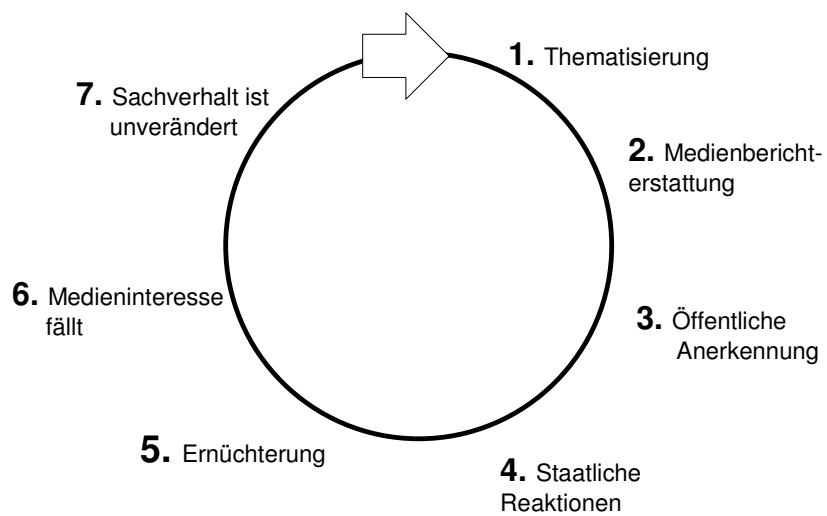 1. Thematisierung
2. Medienbericht-
erstattung
3. Öffentliche
Anerkennung
4. Staatliche
Reaktionen
5. Ernüchterung
6. Medieninteresse
fällt
7. Sachverhalt ist
unverändert